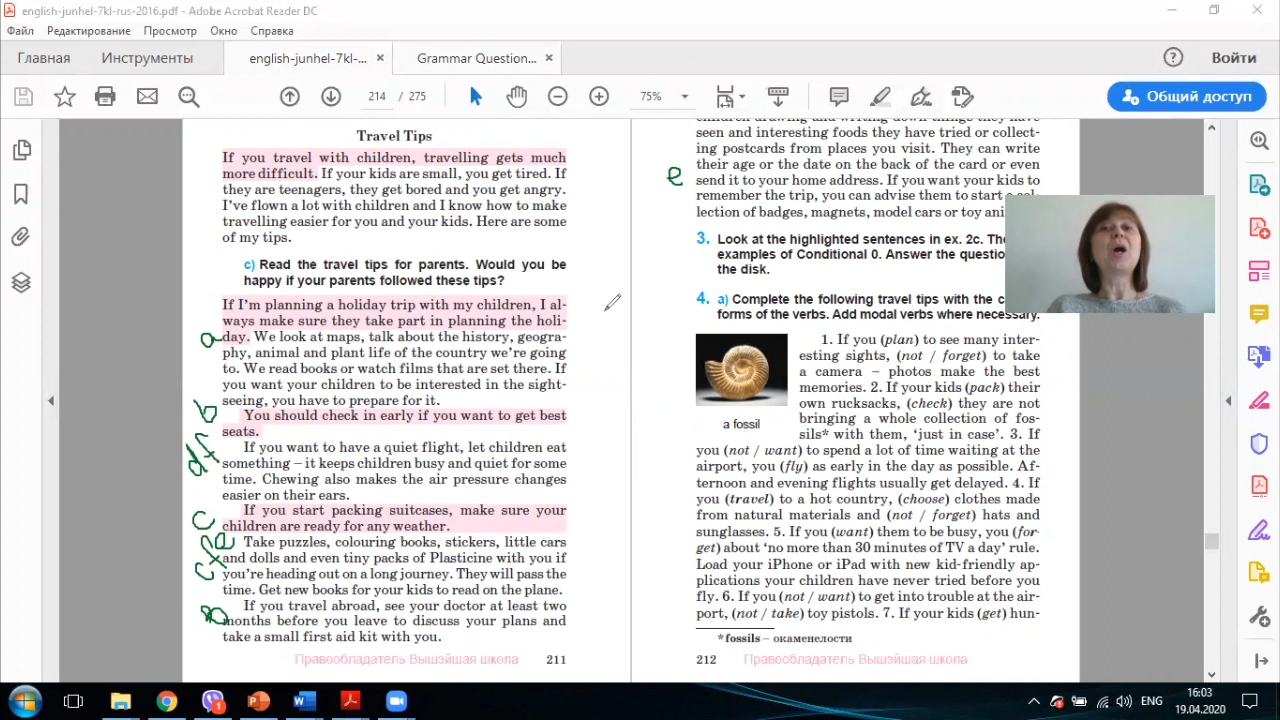 english-junhel-7kl-rus-2016.pdf - Adobe Acrobat Reader DC
Файл Редактирование Просмотр Окно Справка
Главная Инструменты english-junhel-7kl-... × Grammar Question... × Войти
214 / 275 75% Общий доступ
Travel Tips
If you travel with children, travelling gets much
more difficult. If your kids are small, you get tired. If
they are teenagers, they get bored and you get angry.
I've flown a lot with children and I know how to make
travelling easier for you and your kids. Here are some
of my tips.
c) Read the travel tips for parents. Would you be
happy if your parents followed these tips?
If I'm planning a holiday trip with my children, I al-
ways make sure they take part in planning the holi-
a day. We look at maps, talk about the history, geogra-
phy, animal and plant life of the country we're going
to. We read books or watch films that are set there. If
you want your children to be interested in the sight-
seeing, you have to prepare for it.
b You should check in early if you want to get best
seats.
If you want to have a quiet flight, let children eat
something – it keeps children busy and quiet for some
time. Chewing also makes the air pressure changes
easier on their ears.
c If you start packing suitcases, make sure your
children are ready for any weather.
Take puzzles, colouring books, stickers, little cars
and dolls and even tiny packs of Plasticine with you if
you're heading out on a long journey. They will pass the
time. Get new books for your kids to read on the plane.
If you travel abroad, see your doctor at least two
months before you leave to discuss your plans and
take a small first aid kit with you.
Правообладатель Вышэйшая школа 211
children drawing and writing down things they have
seen and interesting foods they have tried or collect-
ing postcards from places you visit. They can write
their age or the date on the back of the card or even
e send it to your home address. If you want your kids to
remember the trip, you can advise them to start a col-
lection of badges, magnets, model cars or toy ani
3. Look at the highlighted sentences in ex. 2c. The
examples of Conditional 0. Answer the question
the disk.
4. a) Complete the following travel tips with the c
forms of the verbs. Add modal verbs where necessary.
a fossil
1. If you (plan) to see many inter-
esting sights, (not / forget) to take
a camera – photos make the best
memories. 2. If your kids (pack) their
own rucksacks, (check) they are not
bringing a whole collection of fos-
sils* with them, 'just in case'. 3. If
you (not / want) to spend a lot of time waiting at the
airport, you (fly) as early in the day as possible. Af-
ternoon and evening flights usually get delayed. 4. If
you (travel) to a hot country, (choose) clothes made
from natural materials and (not / forget) hats and
sunglasses. 5. If you (want) them to be busy, you (for-
get) about 'no more than 30 minutes of TV a day' rule.
Load your iPhone or iPad with new kid-friendly ap-
plications your children have never tried before you
fly. 6. If you (not / want) to get into trouble at the air-
port, (not / take) toy pistols. 7. If your kids (get) hun-
* fossils – окаменелости
212 Правообладатель Вышэйшая школа
ENG 16:03
19.04.2020